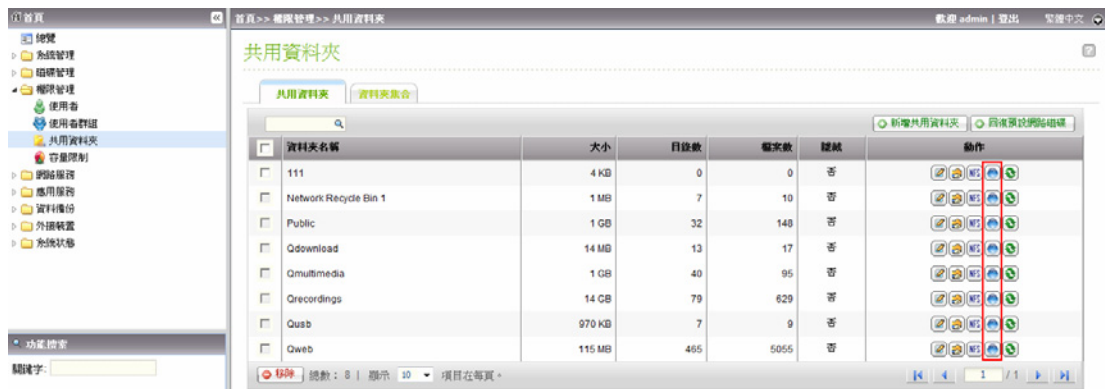 首頁
首頁>> 權限管理>> 共用資料夾
歡迎 admin | 登出
繁體中文
總覽
系統管理
磁碟管理
權限管理
使用者
使用者群組
共用資料夾
容量限制
網路服務
應用服務
資料備份
外接裝置
系統狀態
功能搜索
關鍵字:
共用資料夾
共用資料夾 資料夾集合
新增共用資料夾 回復預設網路磁碟
資料夾名稱 大小 目錄數 檔案數 隱藏 動作
111 4 KB 0 0 否 NFS
Network Recycle Bin 1 1 MB 7 10 否 NFS
Public 1 GB 32 148 否 NFS
Qdownload 14 MB 13 17 否 NFS
Qmultimedia 1 GB 40 95 否 NFS
Qrecordings 14 GB 79 629 否 NFS
Qusb 970 KB 7 9 否 NFS
Qweb 115 MB 465 5055 否 NFS
移除 總數: 8 | 顯示 10 項目在每頁。
1 / 1